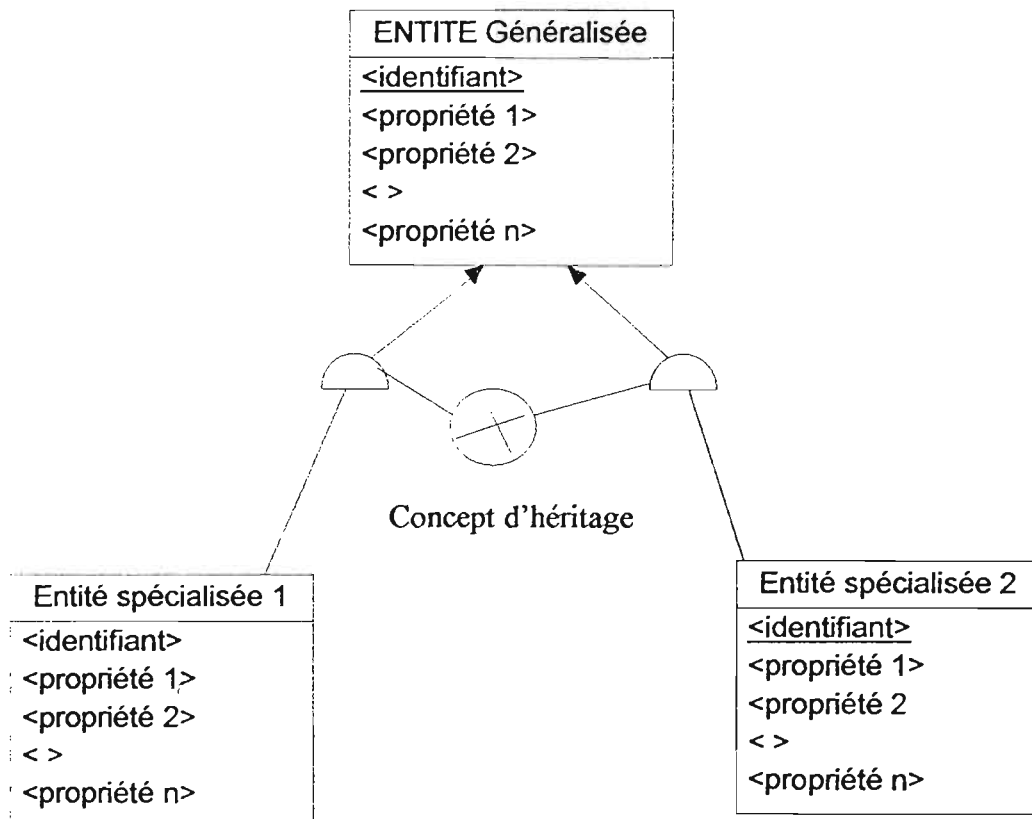 ENTITE Généralisée
<identifiant>
<propriété 1>
<propriété 2>
< >
<propriété n>
Concept d'héritage
Entité spécialisée 1
<identifiant>
<propriété 1>
<propriété 2>
< >
<propriété n>
Entité spécialisée 2
<identifiant>
<propriété 1>
<propriété 2
< >
<propriété n>